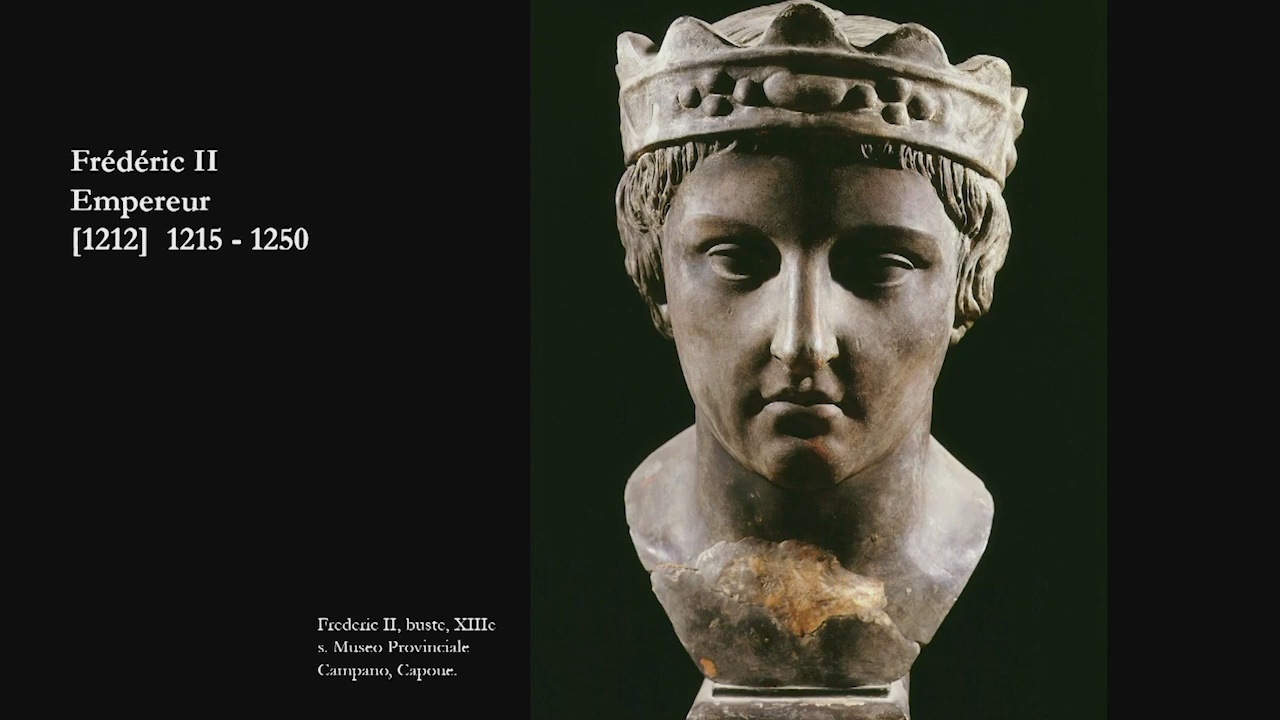 Frédéric II
Empereur
[1212] 1215 - 1250
Frederic II, buste, XIIIe
s. Museo Provinciale
Campano, Capoue.